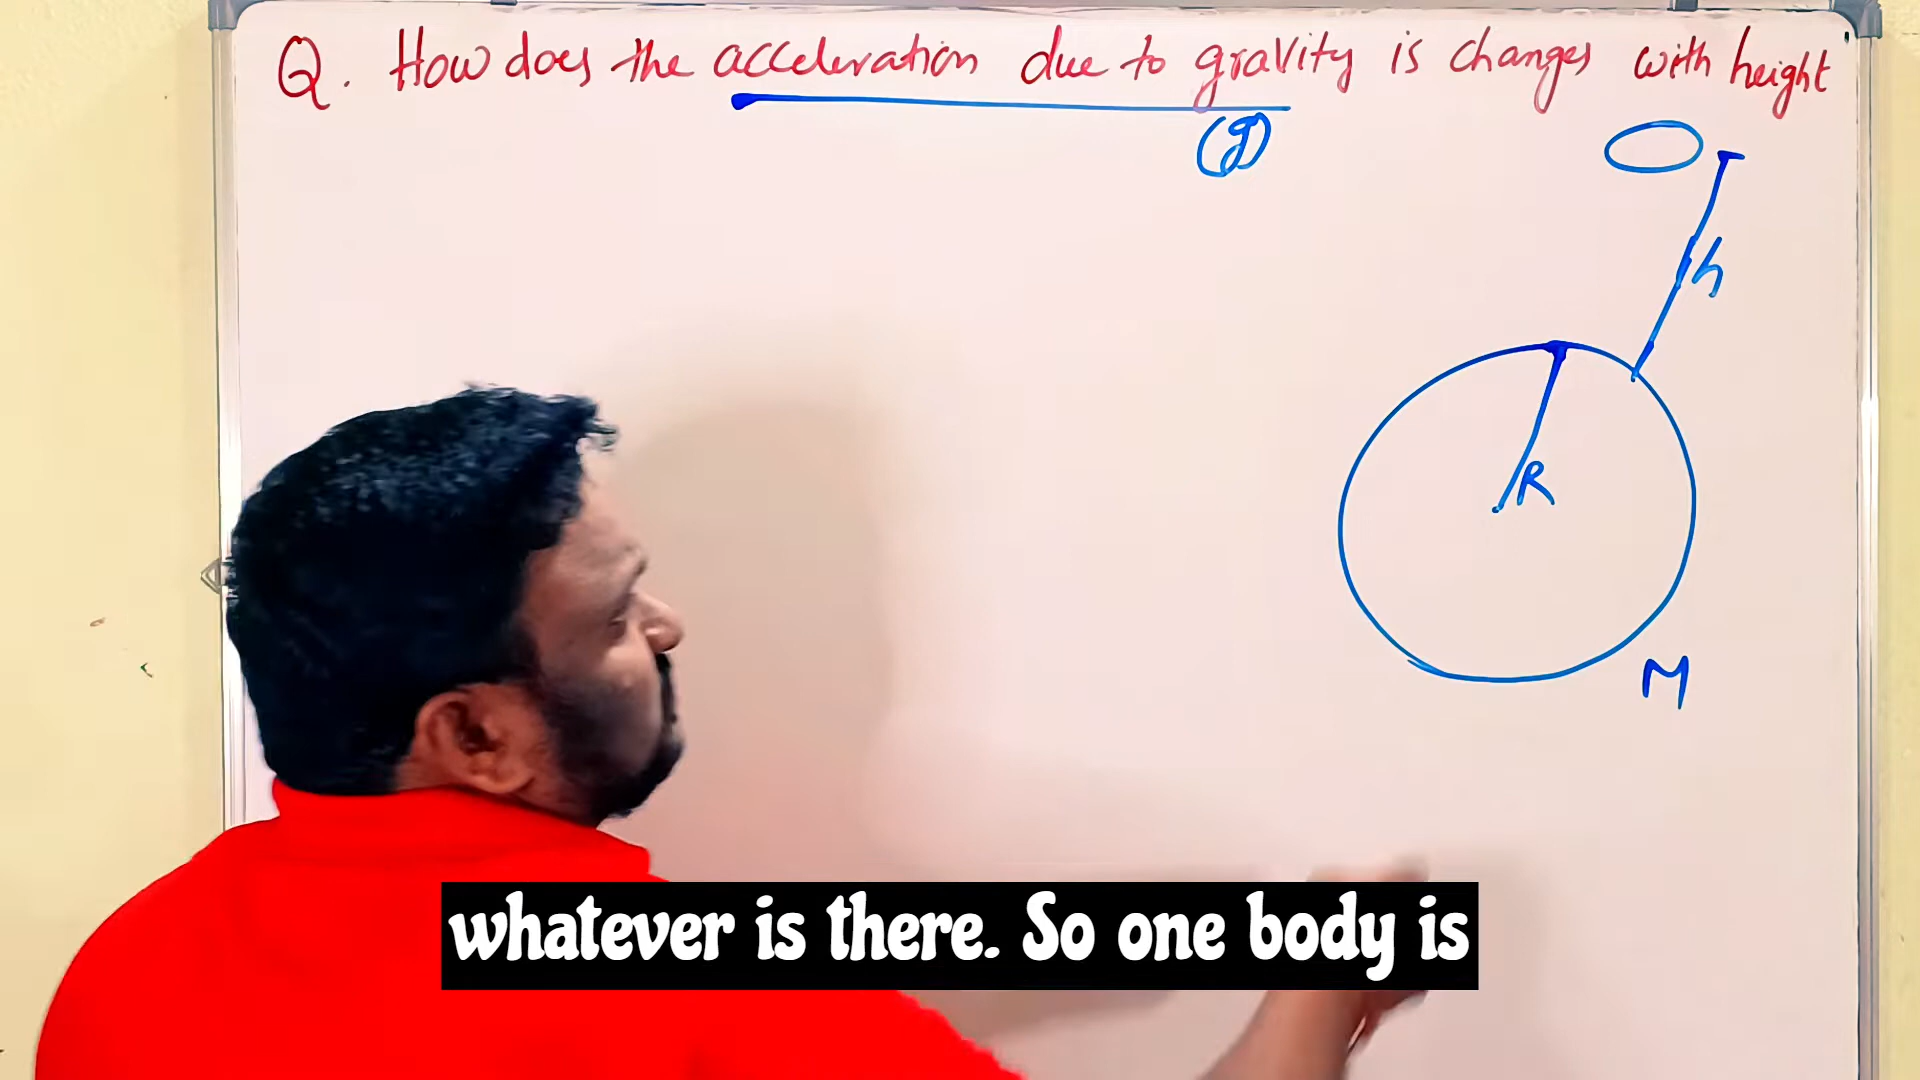 Q. How does the acceleration due to gravity is changes with height
(g)
h
R
M
whatever is there. So one body is